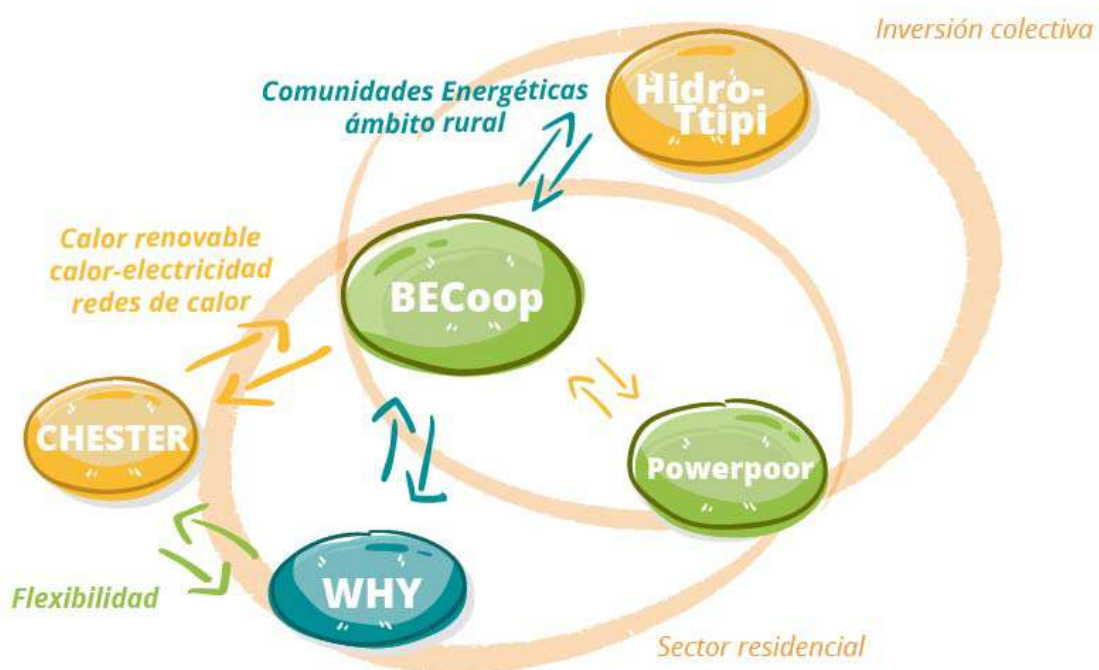 Inversión colectiva
Hidro-
Ttipi
Comunidades Energéticas
ámbito rural
Calor renovable
calor-electricidad
redes de calor
BECoop
CHESTER
Powerpoor
WHY
Flexibilidad
Sector residencial